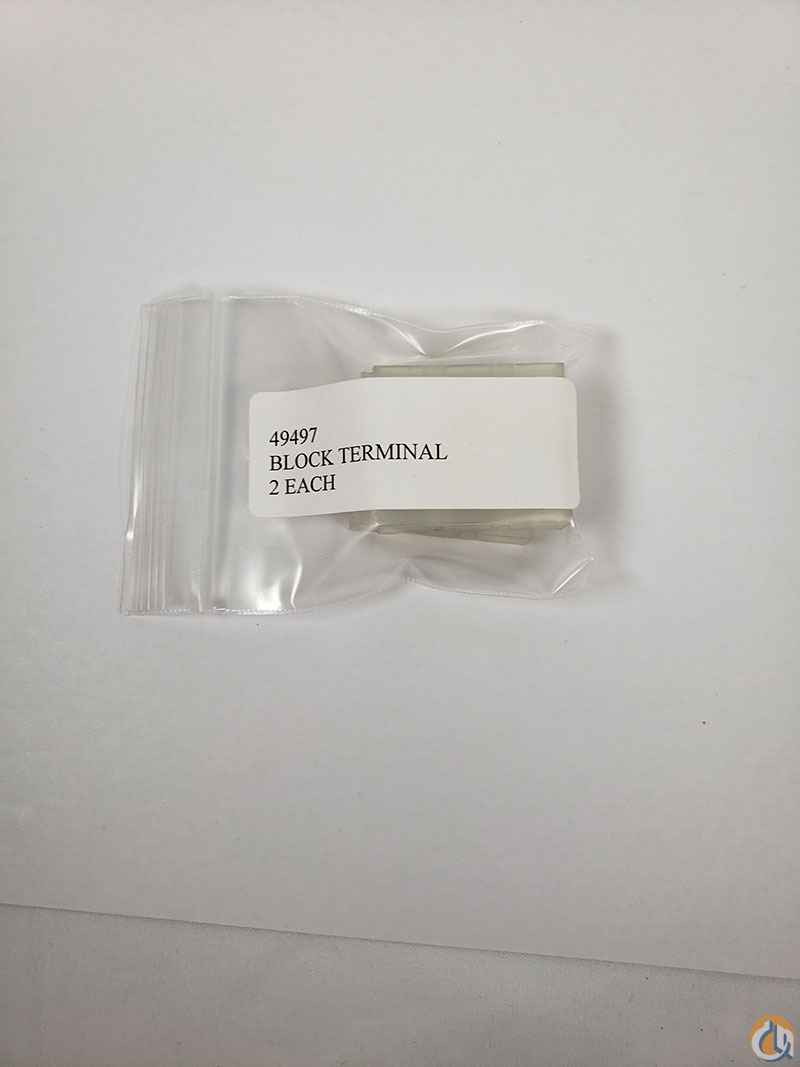 49497
BLOCK TERMINAL
2 EACH